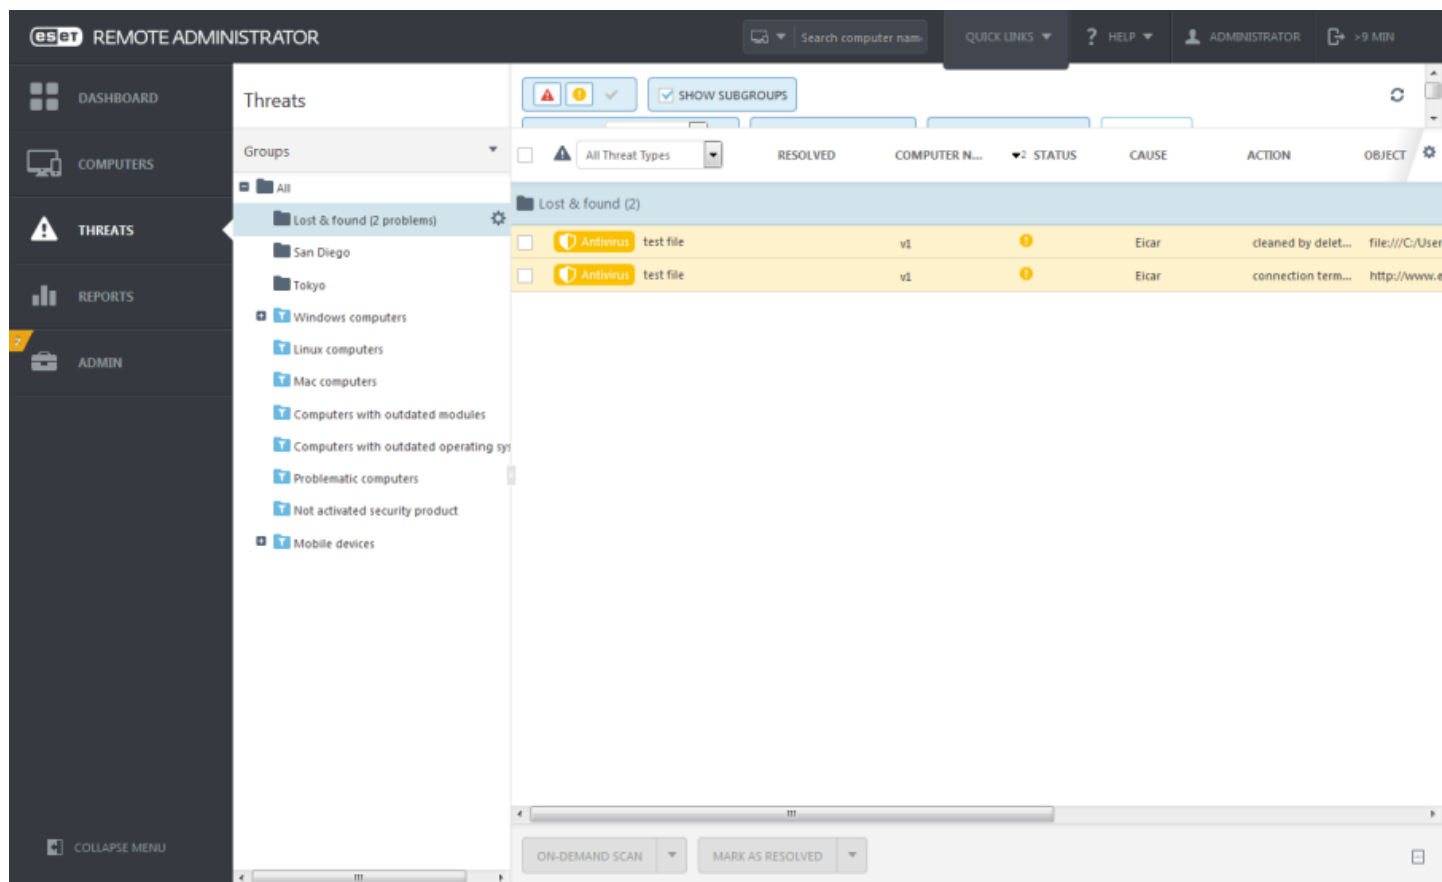 eset REMOTE ADMINISTRATOR
Search computer nam
QUICK LINKS
? HELP
ADMINISTRATOR
>9 MIN
DASHBOARD
COMPUTERS
THREATS
REPORTS
2
ADMIN
COLLAPSE MENU
Threats
Groups
All
Lost & found (2 problems)
San Diego
Tokyo
Windows computers
Linux computers
Mac computers
Computers with outdated modules
Computers with outdated operating sys
Problematic computers
Not activated security product
Mobile devices
SHOW SUBGROUPS
All Threat Types RESOLVED COMPUTER N... 2 STATUS CAUSE ACTION OBJECT
Lost & found (2)
Antivirus test file v1 Eicar cleaned by delet... file:///C:/User
Antivirus test file v1 Eicar connection term... http://www.e
ON-DEMAND SCAN
MARK AS RESOLVED